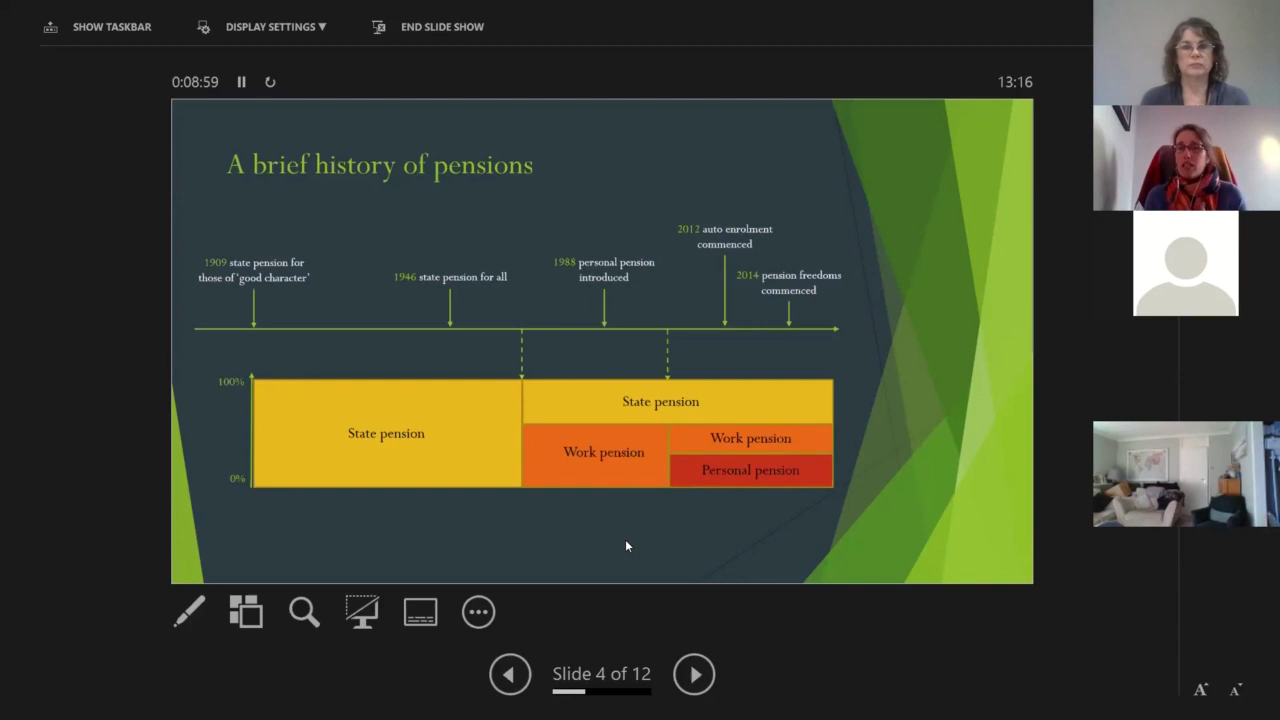 SHOW TASKBAR
DISPLAY SETTINGS ▼
END SLIDE SHOW
0:08:59
13:16
A brief history of pensions
2012 auto enrolment
commenced
1909 state pension for
those of 'good character'
1946 state pension for all
1988 personal pension
introduced
2014 pension freedoms
commenced
100%
0%
State pension
State pension
Work pension
Work pension
Personal pension
Slide 4 of 12
A A